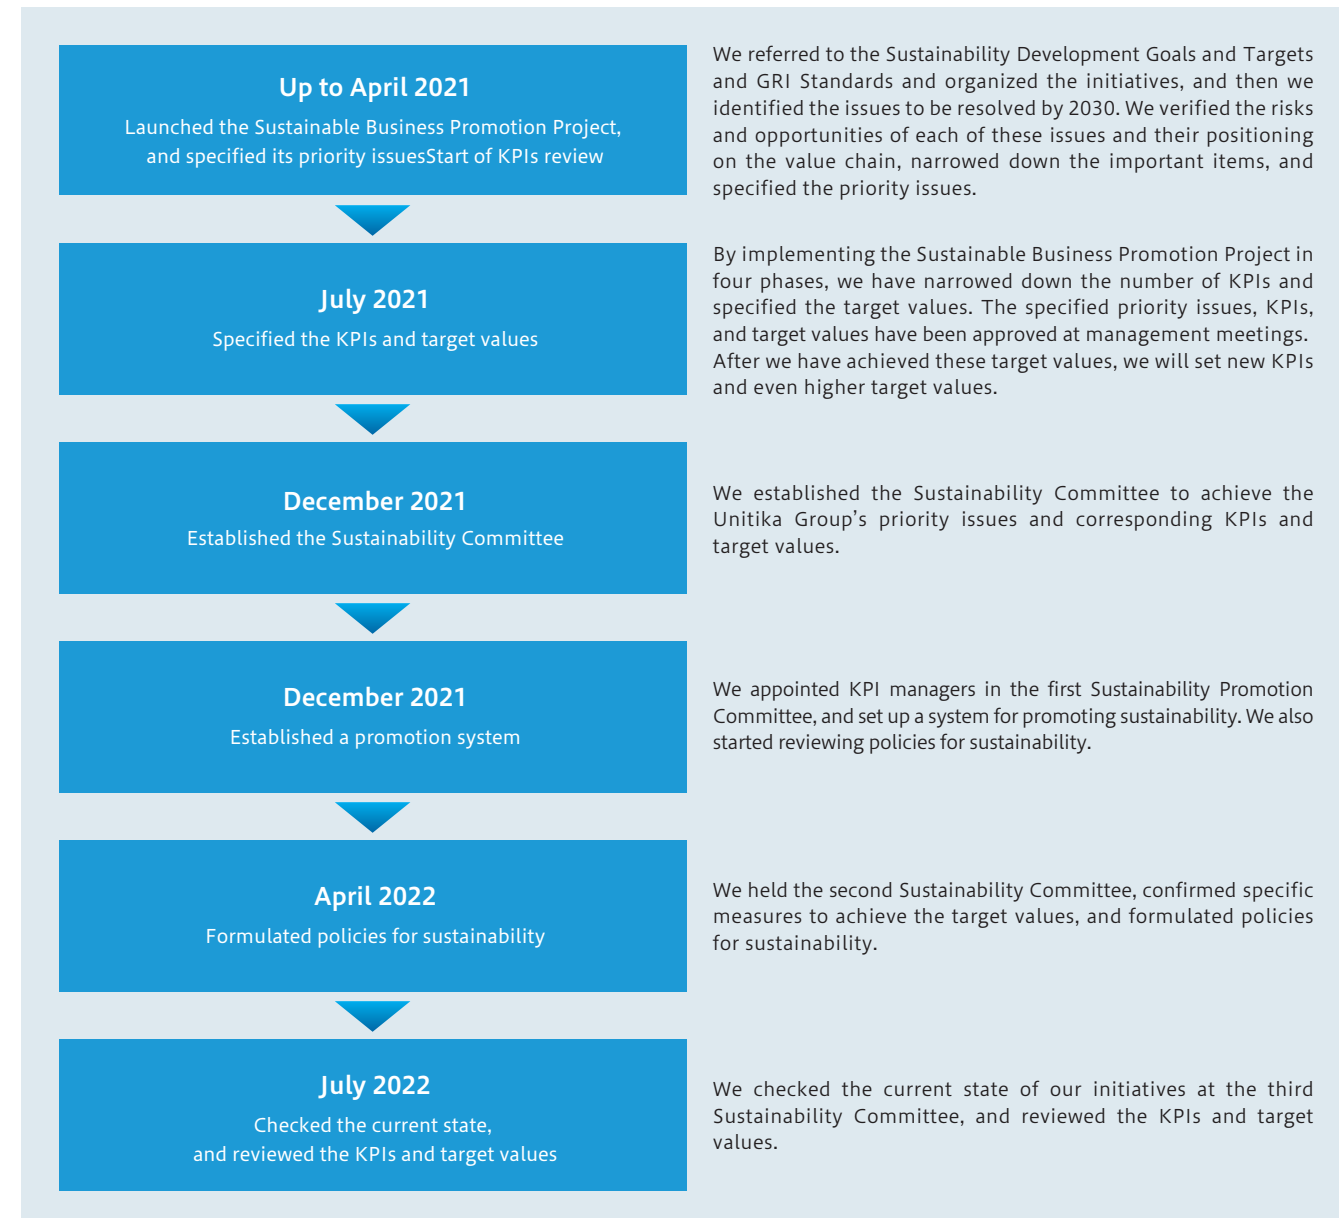 Up to April 2021
Launched the Sustainable Business Promotion Project,
and specified its priority issuesStart of KPIs review
We referred to the Sustainability Development Goals and Targets
and GRI Standards and organized the initiatives, and then we
identified the issues to be resolved by 2030. We verified the risks
and opportunities of each of these issues and their positioning
on the value chain, narrowed down the important items, and
specified the priority issues.
July 2021
Specified the KPIs and target values
By implementing the Sustainable Business Promotion Project in
four phases, we have narrowed down the number of KPIs and
specified the target values. The specified priority issues, KPIs,
and target values have been approved at management meetings.
After we have achieved these target values, we will set new KPIs
and even higher target values.
December 2021
Established the Sustainability Committee
We established the Sustainability Committee to achieve the
Unitika Group’s priority issues and corresponding KPIs and
target values.
December 2021
Established a promotion system
We appointed KPI managers in the first Sustainability Promotion
Committee, and set up a system for promoting sustainability. We also
started reviewing policies for sustainability.
April 2022
Formulated policies for sustainability
We held the second Sustainability Committee, confirmed specific
measures to achieve the target values, and formulated policies
for sustainability.
July 2022
Checked the current state,
and reviewed the KPIs and target values
We checked the current state of our initiatives at the third
Sustainability Committee, and reviewed the KPIs and target
values.